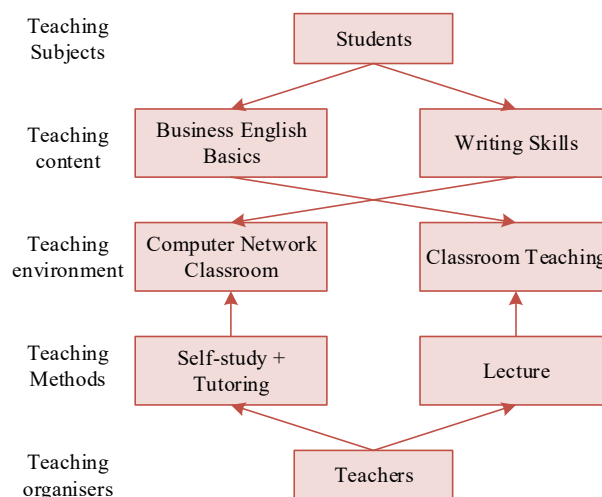 Teaching
Subjects
Students
Teaching
content
Business English
Basics
Writing Skills
Teaching
environment
Computer Network
Classroom
Classroom Teaching
Teaching
Methods
Self-study +
Tutoring
Lecture
Teaching
organisers
Teachers